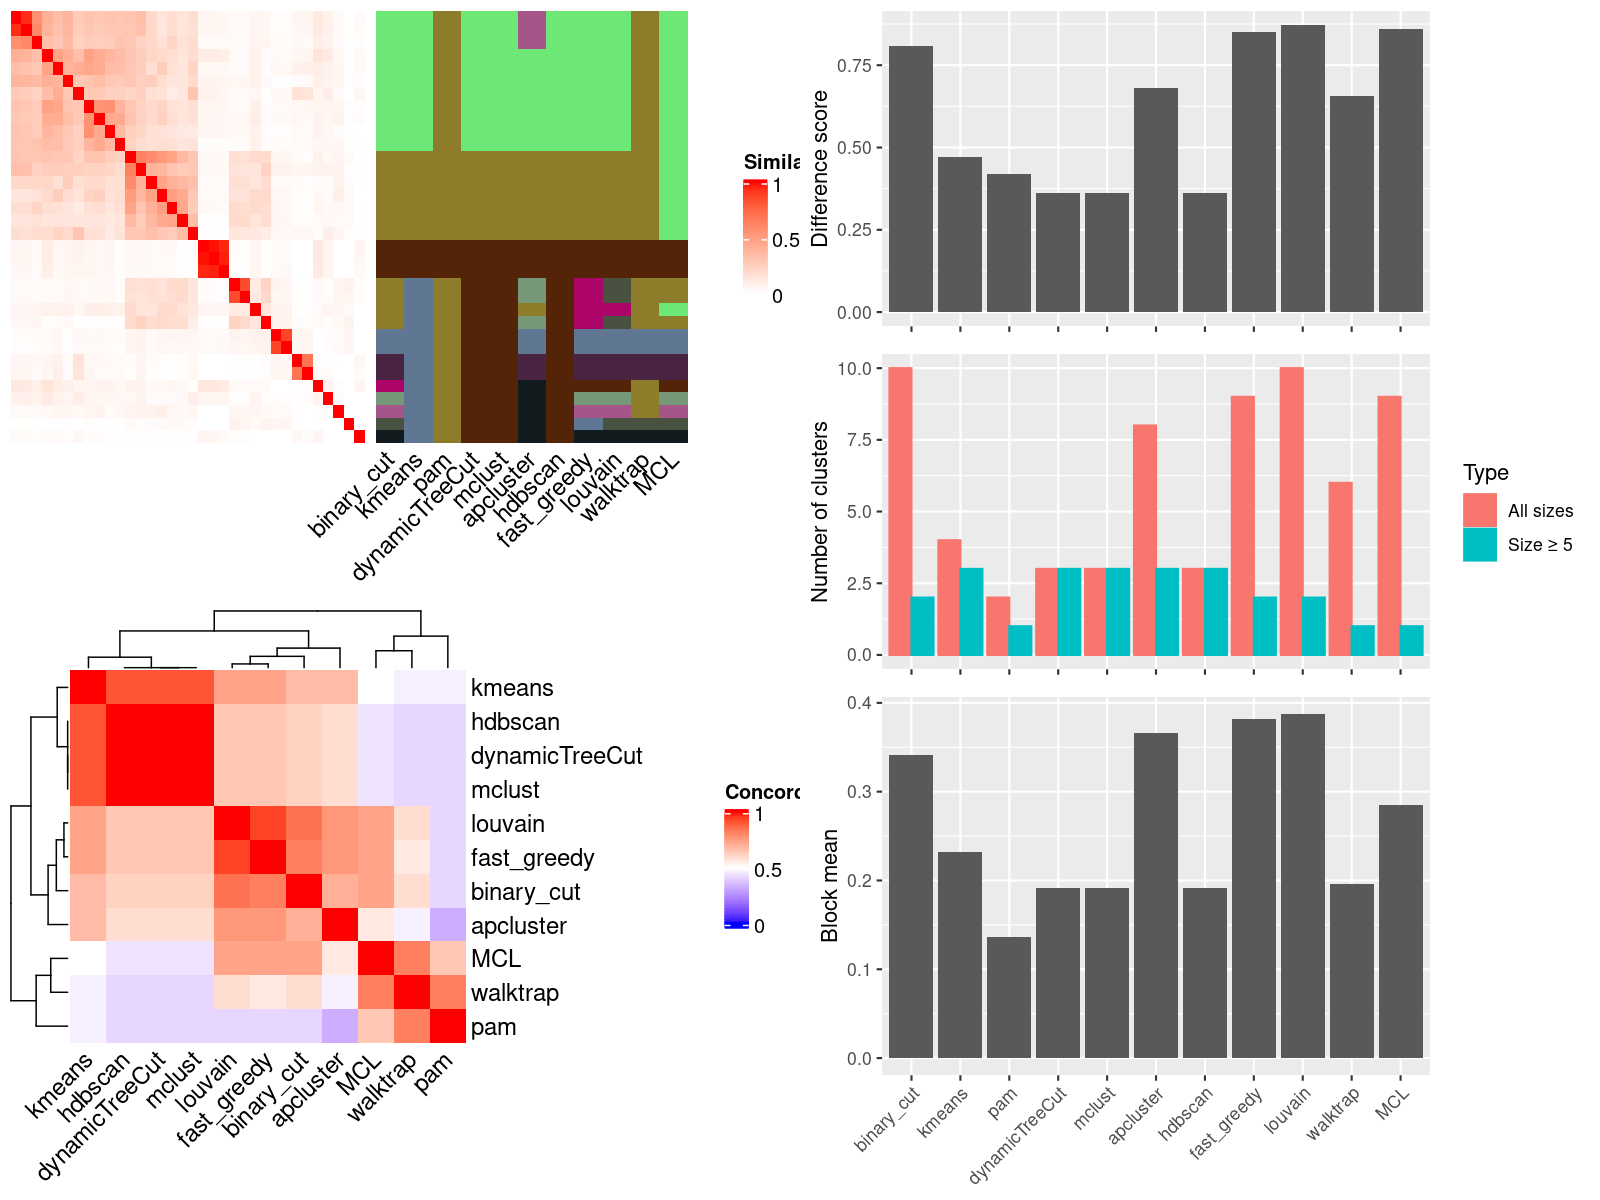 Simila
1
0.5
0
binary_cut
kmeans
pam
dynamicTreeCut
mclust
apcluster
hdbscan
fast_greedy
louvain
walktrap
MCL
kmeans
hdbscan
dynamicTreeCut
mclust
louvain
fast_greedy
binary_cut
apcluster
MCL
walktrap
pam
Concord
1
0.5
0
kmeans
hdbscan
dynamicTreeCut
mclust
louvain
fast_greedy
binary_cut
apcluster
MCL
walktrap
pam
Difference score
0.75
0.50
0.25
0.00
Number of clusters
10.0
7.5
5.0
2.5
0.0
Type
All sizes
Size ≥ 5
Block mean
0.4
0.3
0.2
0.1
0.0
binary_cut
kmeans
pam
dynamicTreeCut
mclust
apcluster
hdbscan
fast_greedy
louvain
walktrap
MCL